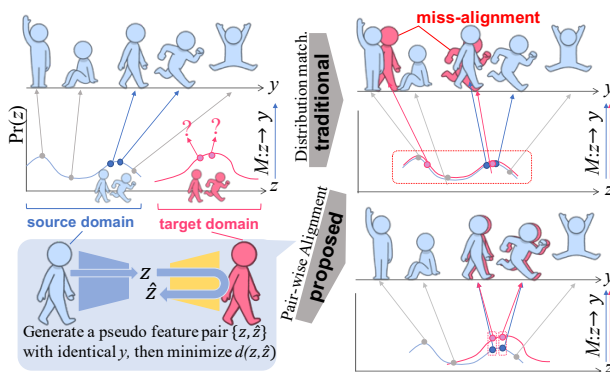 miss-alignment
y
Pr(z)
? ?
M: z→ y
z
source domain
target domain
Distribution match.
traditional
y
M: z→ y
z
z
ẑ
Generate a pseudo feature pair {z, ẑ}
with identical y, then minimize d(z,ẑ)
Pair-wise Alignment
proposed
y
M: z→ y
z